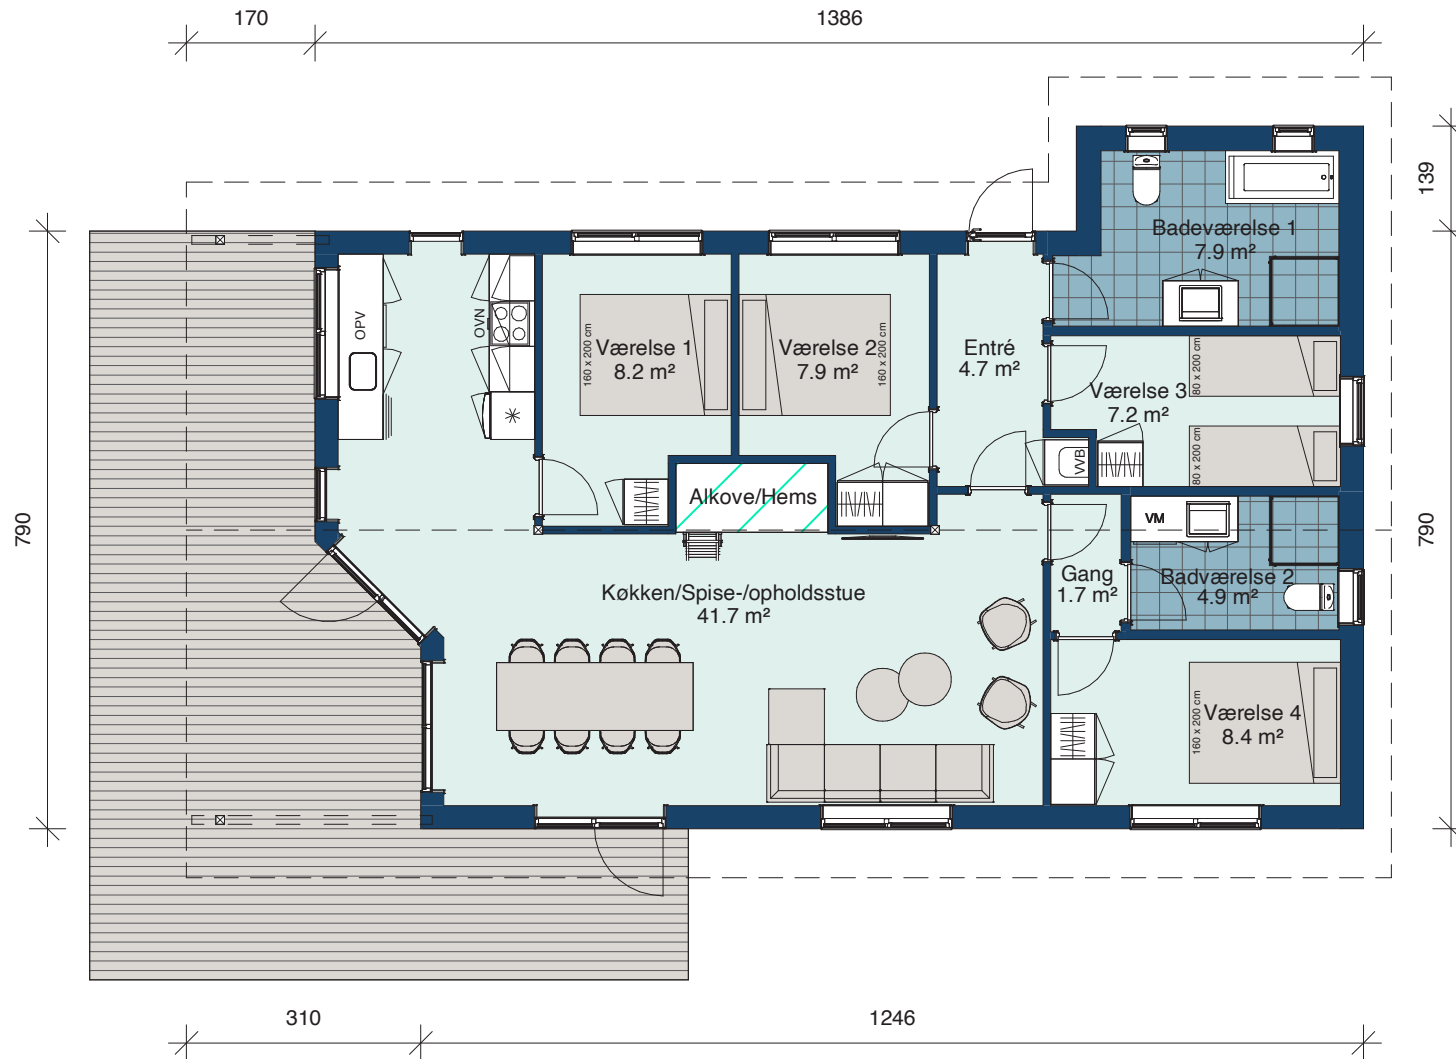 170
1386
139
Badeværelse 1
7.9 m²
OPV
OVN
160 x 200 cm
Værelse 1
8.2 m²
Værelse 2
7.9 m²
160 x 200 cm
Entré
4.7 m²
80 x 200 cm
Værelse 3
7.2 m²
80 x 200 cm
VVB
Alkove/Hems
VM
790
790
Gang
1.7 m²
Badværelse 2
4.9 m²
Køkken/Spise-/opholdsstue
41.7 m²
160 x 200 cm
Værelse 4
8.4 m²
310
1246